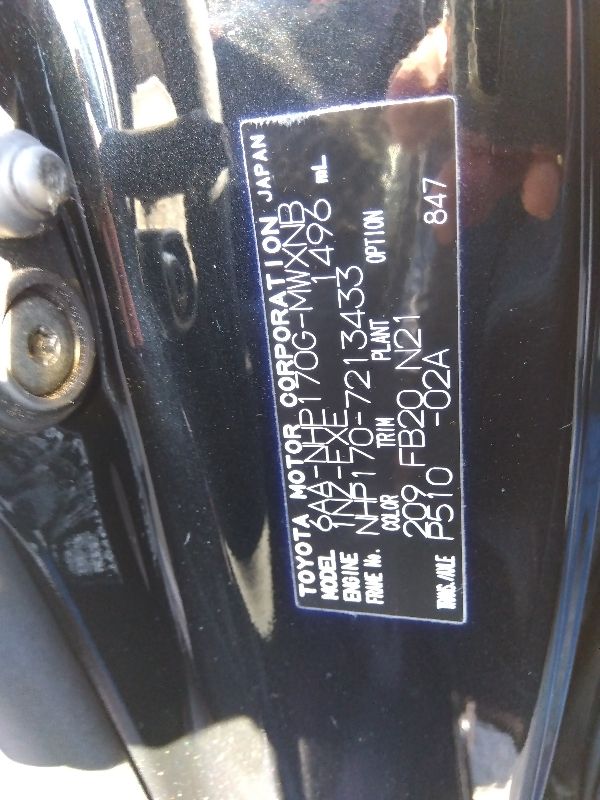 TOYOTA MOTOR CORPORATION JAPAN
MODEL 6AA-NHP170G-MWXNB
ENGINE 1NZ-FXE 1496 mL
FRAME No. NHP170-7213433
COLOR TRIM PLANT OPTION
209 FB20 N21 847
TRANS./AXLE P510 -02A